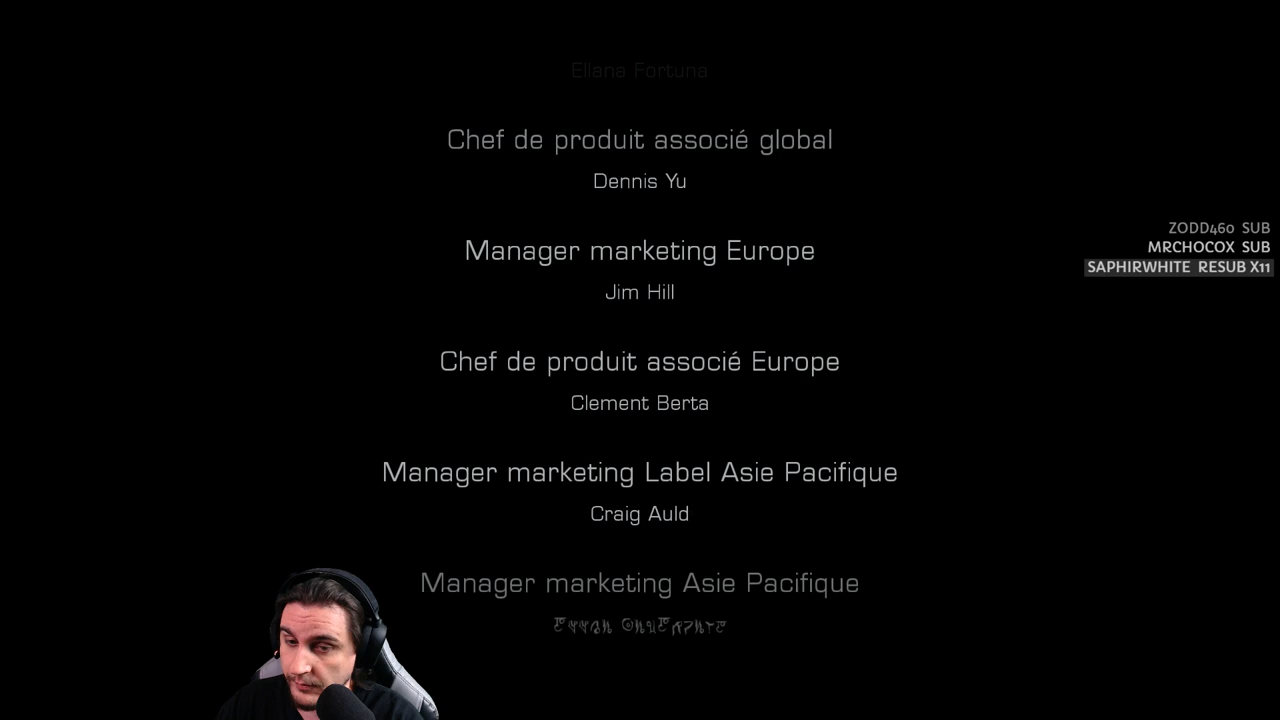 Eliana Fortuna
Chef de produit associé global
Dennis Yu
Manager marketing Europe
Jim Hill
Chef de produit associé Europe
Clement Berta
Manager marketing Label Asie Pacifique
Craig Auld
Manager marketing Asie Pacifique
ZODD460 SUB
MRCHOCOX SUB
SAPHIRWHITE RESUB X11